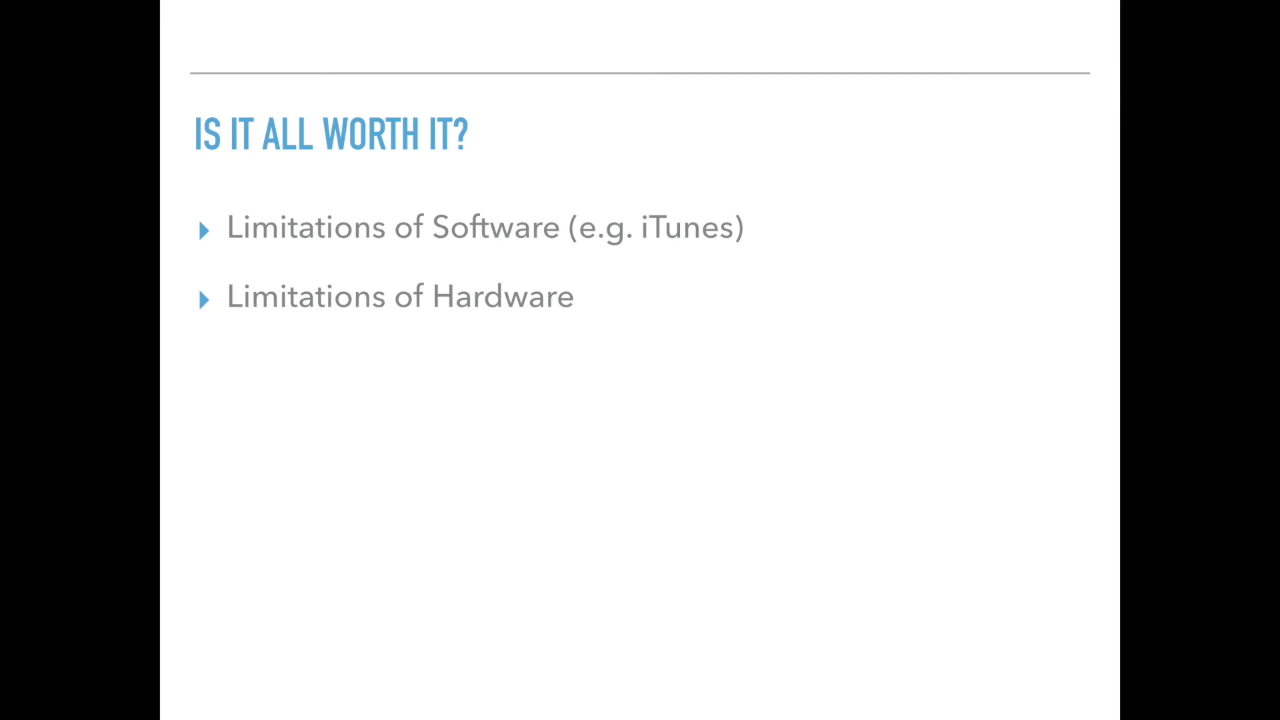 IS IT ALL WORTH IT?
Limitations of Software (e.g. iTunes)
Limitations of Hardware